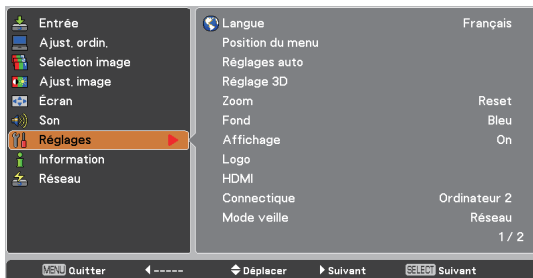 Entrée
Ajust. ordin.
Sélection image
Ajust. image
Écran
Son
Réglages
Information
Réseau
Langue Français
Position du menu
Réglages auto
Réglage 3D
Zoom Reset
Fond Bleu
Affichage On
Logo
HDMI
Connectique Ordinateur 2
Mode veille Réseau
1 / 2
MENU Quitter ----- Déplacer Suivant SELECT Suivant